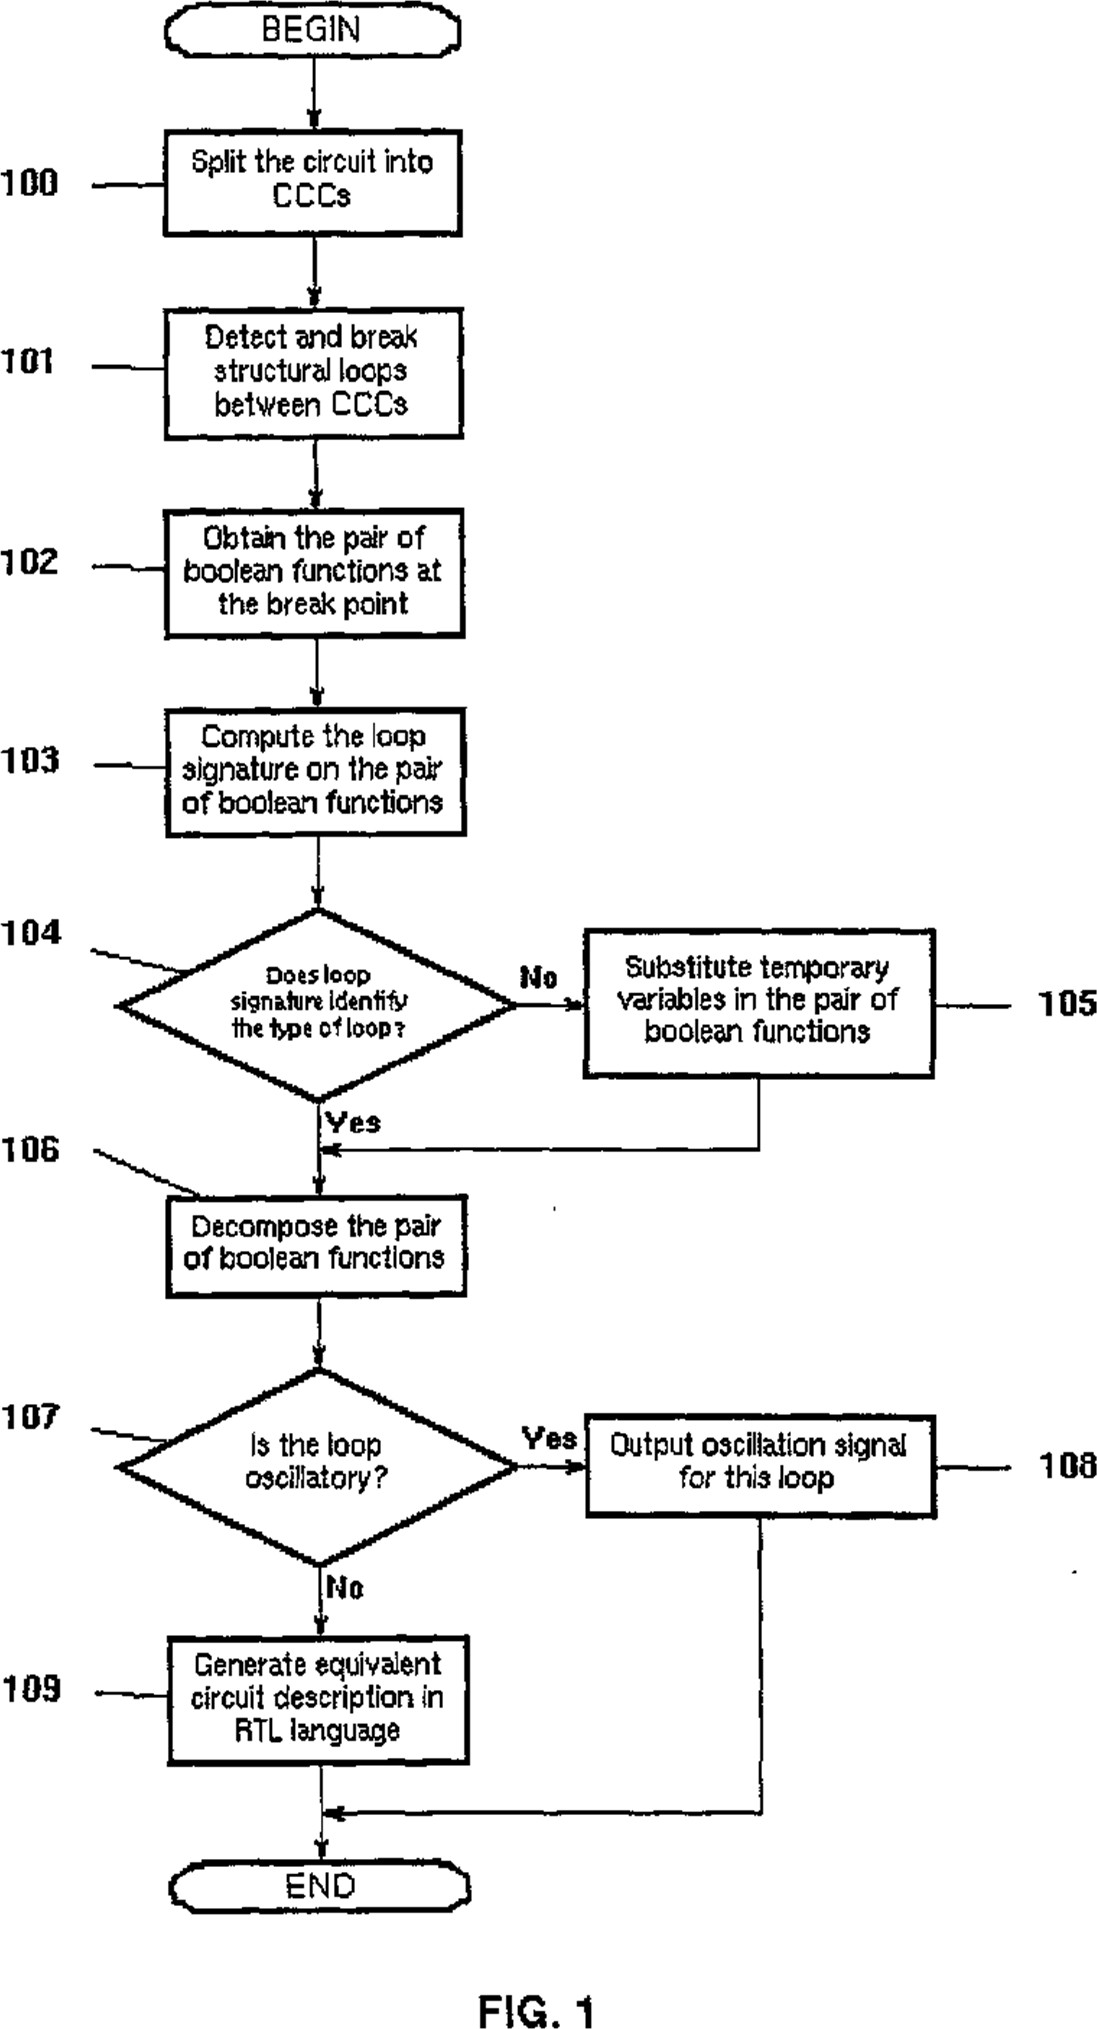 BEGIN
100
Split the circuit into
CCCs
101
Detect and break
structural loops
between CCCs
102
Obtain the pair of
boolean functions at
the break point
103
Compute the loop
signature on the pair
of boolean functions
104
Does loop
signature identify
the type of loop?
No
Substitute temporary
variables in the pair of
boolean functions
105
Yes
106
Decompose the pair
of boolean functions
107
Is the loop
oscillatory?
Yes
Output oscillation signal
for this loop
108
No
109
Generate equivalent
circuit description in
RTL language
END
FIG. 1